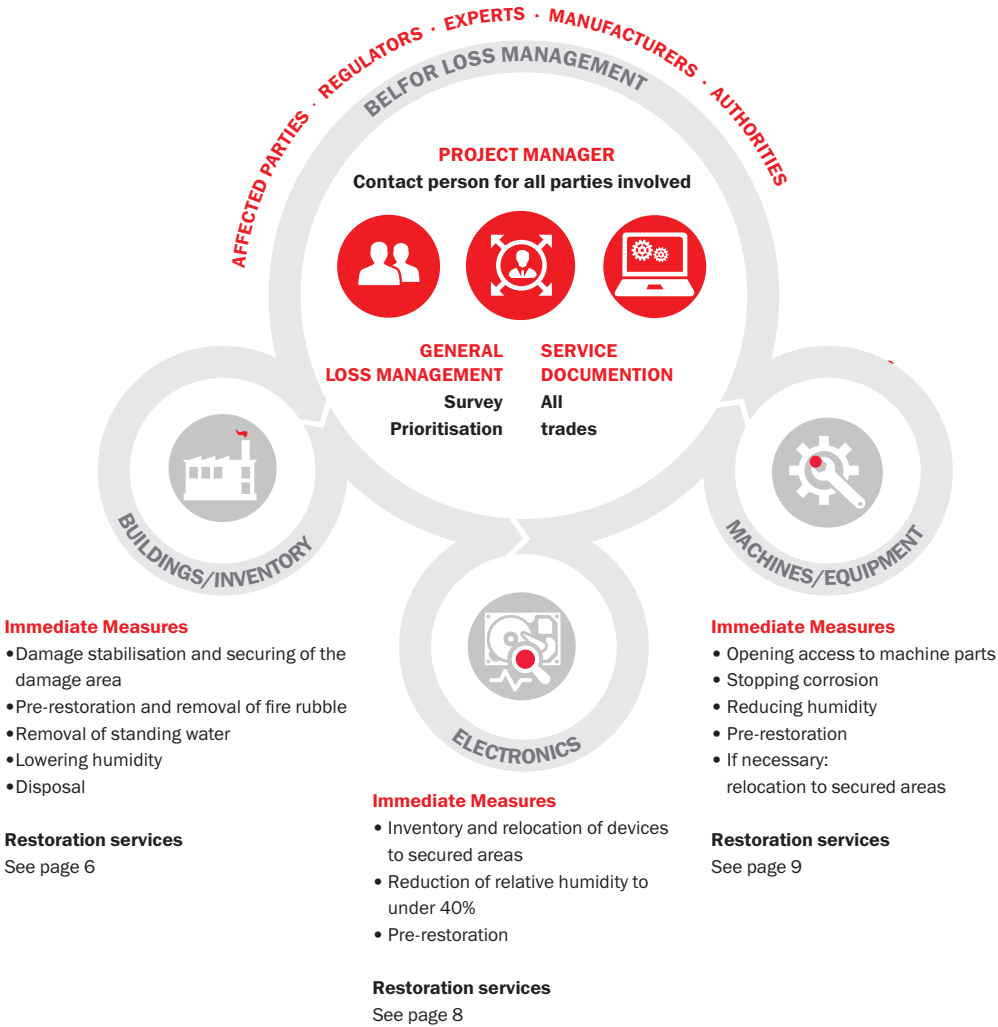 AFFECTED PARTIES · REGULATORS · EXPERTS · MANUFACTURERS · AUTHORITIES
BELFOR LOSS MANAGEMENT
PROJECT MANAGER
Contact person for all parties involved
GENERAL
LOSS MANAGEMENT
Survey
Prioritisation
SERVICE
DOCUMENTION
All
trades
BUILDINGS/INVENTORY
Immediate Measures
•Damage stabilisation and securing of the
damage area
•Pre-restoration and removal of fire rubble
•Removal of standing water
•Lowering humidity
•Disposal
Restoration services
See page 6
ELECTRONICS
Immediate Measures
• Inventory and relocation of devices
to secured areas
• Reduction of relative humidity to
under 40%
• Pre-restoration
Restoration services
See page 8
MACHINES/EQUIPMENT
Immediate Measures
• Opening access to machine parts
• Stopping corrosion
• Reducing humidity
• Pre-restoration
• If necessary:
relocation to secured areas
Restoration services
See page 9